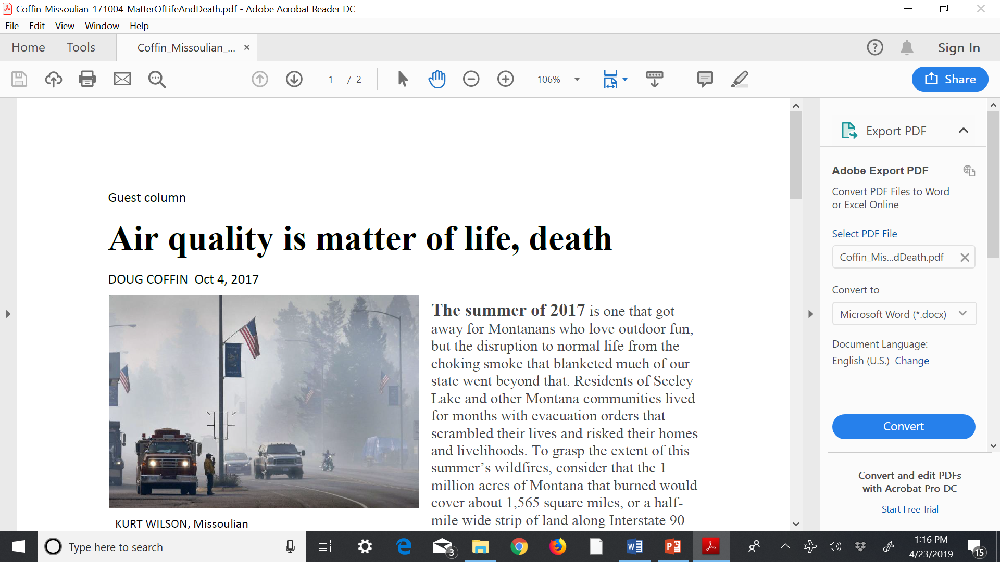 Coffin_Missoulian_171004_MatterOfLifeAndDeath.pdf - Adobe Acrobat Reader DC
File Edit View Window Help
Home Tools Coffin_Missoulian_... × Sign In
1 / 2 106% Share
Guest column
Air quality is matter of life, death
DOUG COFFIN Oct 4, 2017
The summer of 2017 is one that got
away for Montanans who love outdoor fun,
but the disruption to normal life from the
choking smoke that blanketed much of our
state went beyond that. Residents of Seeley
Lake and other Montana communities lived
for months with evacuation orders that
scrambled their lives and risked their homes
and livelihoods. To grasp the extent of this
summer’s wildfires, consider that the 1
million acres of Montana that burned would
cover about 1,565 square miles, or a half-
mile wide strip of land along Interstate 90
KURT WILSON, Missoulian
Export PDF
Adobe Export PDF
Convert PDF Files to Word
or Excel Online
Select PDF File
Coffin_Mis...dDeath.pdf
Convert to
Microsoft Word (*.docx)
Document Language:
English (U.S.) Change
Convert
Convert and edit PDFs
with Acrobat Pro DC
Start Free Trial
Type here to search
3
1:16 PM
4/23/2019
15